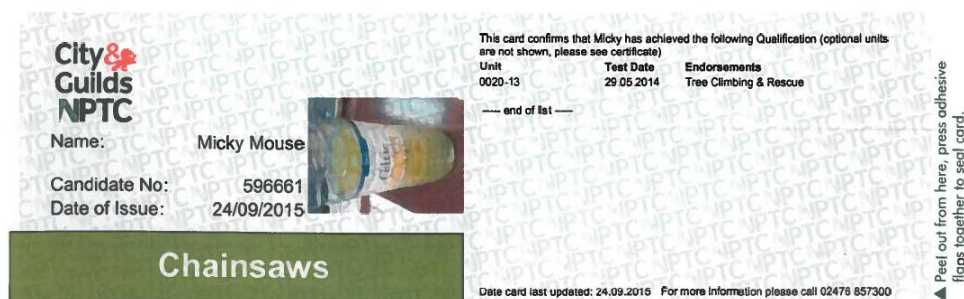 City&
Guilds
NPTC
Name: Micky Mouse
Candidate No: 596661
Date of Issue: 24/09/2015
Chainsaws
This card confirms that Micky has achieved the following Qualification (optional units
are not shown, please see certificate)
Unit Test Date Endorsements
0020-13 29.05.2014 Tree Climbing & Rescue
---- end of list ----
Date card last updated: 24.09.2015 For more information please call 02476 857300
▲ Peel out from here, press adhesive
flaps together to seal card.